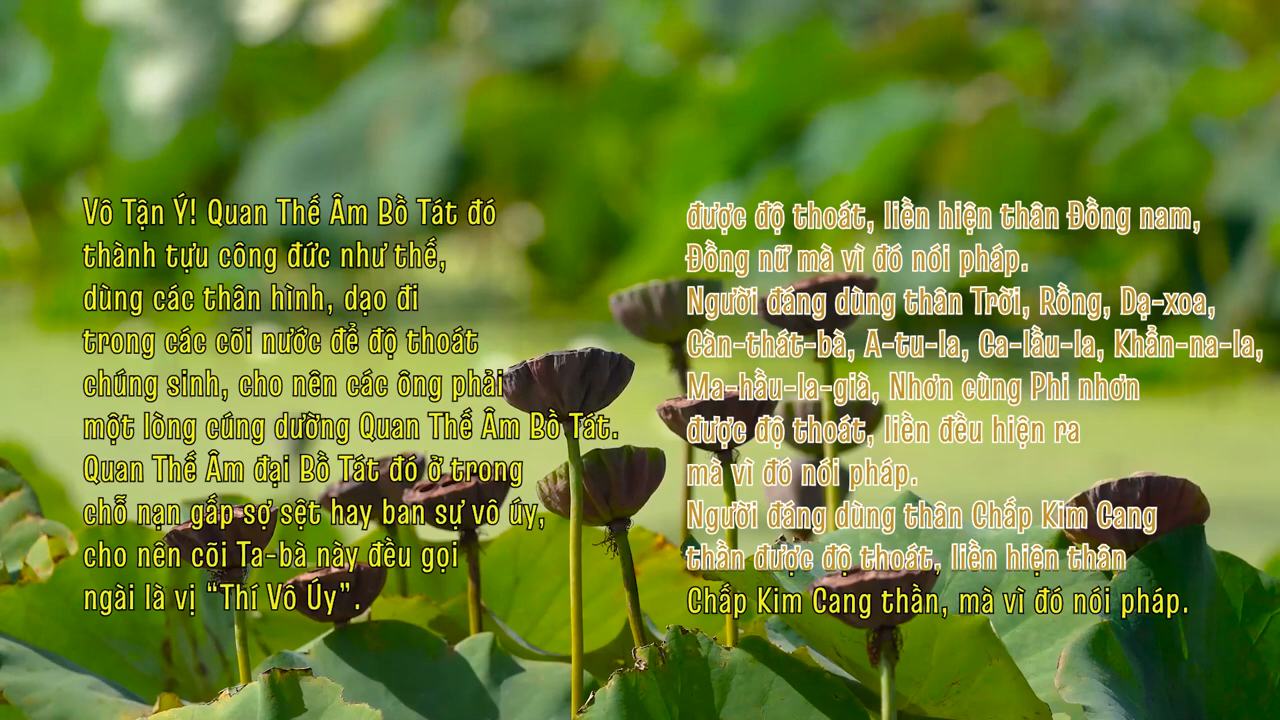 Vô Tận Ý! Quan Thế Âm Bồ Tát đó
thành tựu công đức như thế,
dùng các thân hình, dạo đi
trong các cõi nước để độ thoát
chúng sinh, cho nên các ông phải
một lòng cúng dường Quan Thế Âm Bồ Tát.
Quan Thế Âm đại Bồ Tát đó ở trong
chỗ nạn gấp sợ sệt hay ban sự vô úy,
cho nên cõi Ta-bà này đều gọi
ngài là vị “Thí Vô Úy”.
được độ thoát, liền hiện thân Đồng nam,
Đồng nữ mà vì đó nói pháp.
Người đáng dùng thân Trời, Rồng, Dạ-xoa,
Càn-thát-bà, A-tu-la, Ca-lầu-la, Khẩn-na-la,
Ma-hầu-la-già, Nhơn cùng Phi nhơn
được độ thoát, liền đều hiện ra
mà vì đó nói pháp.
Người đáng dùng thân Chấp Kim Cang
thần được độ thoát, liền hiện thân
Chấp Kim Cang thần, mà vì đó nói pháp.